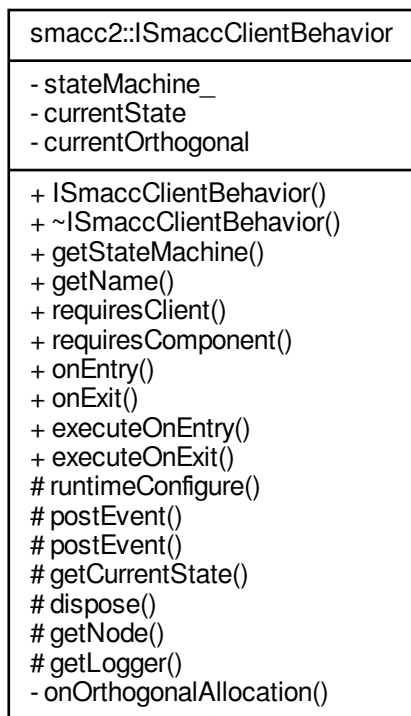 smacc2::ISmaccClientBehavior
- stateMachine_
- currentState
- currentOrthogonal
+ ISmaccClientBehavior()
+ ~ISmaccClientBehavior()
+ getStateMachine()
+ getName()
+ requiresClient()
+ requiresComponent()
+ onEntry()
+ onExit()
+ executeOnEntry()
+ executeOnExit()
# runtimeConfigure()
# postEvent()
# postEvent()
# getCurrentState()
# dispose()
# getNode()
# getLogger()
- onOrthogonalAllocation()